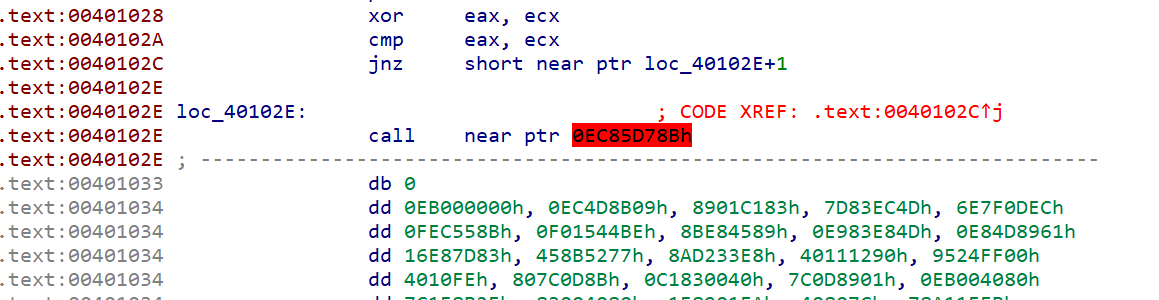 .text:00401028 xor eax, ecx
.text:0040102A cmp eax, ecx
.text:0040102C jnz short near ptr loc_40102E+1
.text:0040102E
.text:0040102E loc_40102E: ; CODE XREF: .text:0040102C↑j
.text:0040102E call near ptr 0EC85D78Bh
.text:0040102E ; ---------------------------------------------------------------------------
.text:00401033 db 0
.text:00401034 dd 0EB000000h, 0EC4D8B09h, 8901C183h, 7D83EC4Dh, 6E7F0DECh
.text:00401034 dd 0FEC558Bh, 0F01544BEh, 8BE84589h, 0E983E84Dh, 0E84D8961h
.text:00401034 dd 16E87D83h, 458B5277h, 8AD233E8h, 40111290h, 9524FF00h
.text:00401034 dd 4010FEh, 807C0D8Bh, 0C1830040h, 7C0D8901h, 0EB004080h